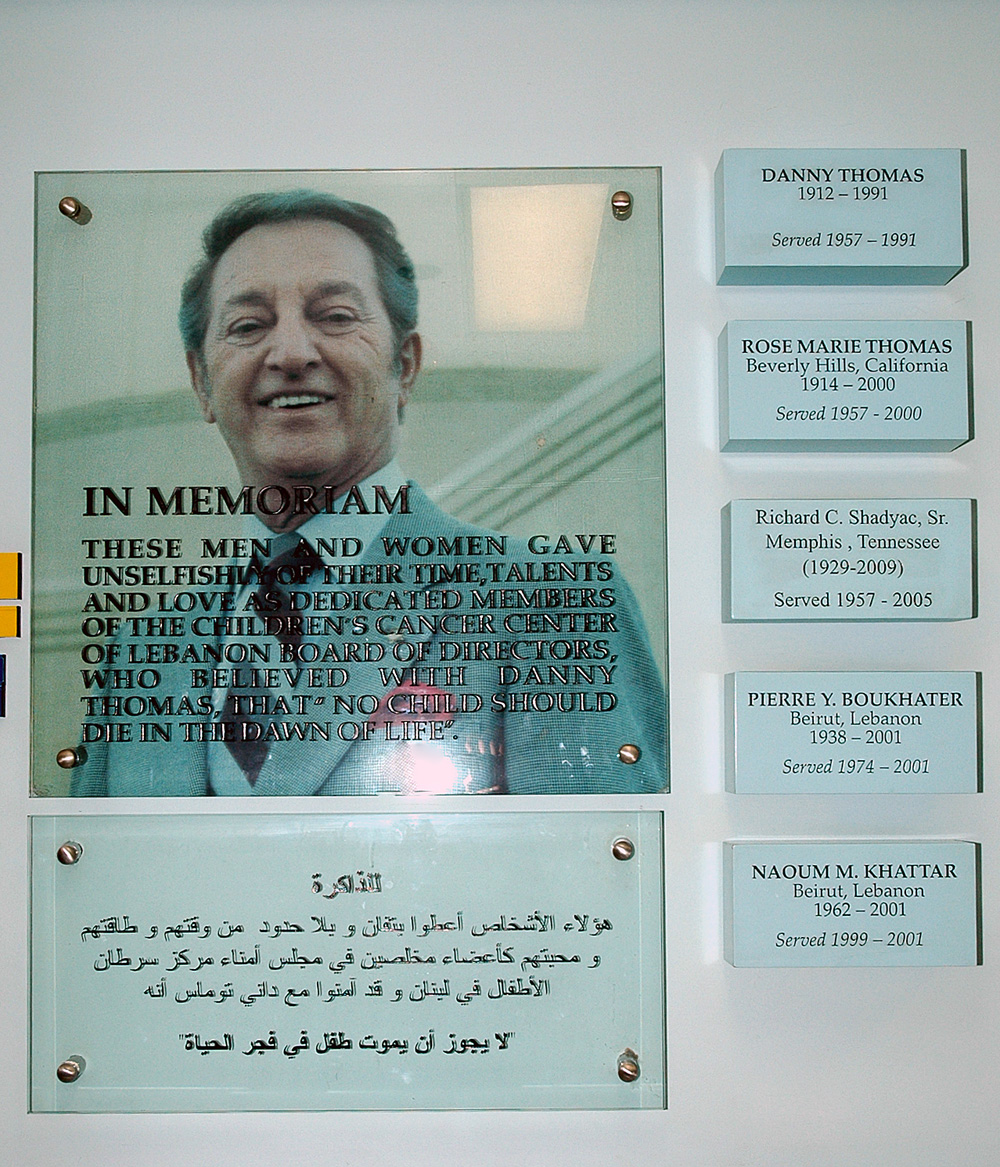 IN MEMORIAM
THESE MEN AND WOMEN GAVE
UNSELFISHLY OF THEIR TIME,TALENTS
AND LOVE AS DEDICATED MEMBERS
OF THE CHILDREN'S CANCER CENTER
OF LEBANON BOARD OF DIRECTORS,
WHO BELIEVED WITH DANNY
THOMAS, THAT" NO CHILD SHOULD
DIE IN THE DAWN OF LIFE".
للذاكرة
هؤلاء الأشخاص أعطوا بتفان و بلا حدود من وقتهم و طاقتهم
و محبتهم كأعضاء مخلصين في مجلس أمناء مركز سرطان
الأطفال في لبنان و قد آمنوا مع داني توماس أنه
"لا يجوز أن يموت طفل في فجر الحياة"
DANNY THOMAS
1912 – 1991
Served 1957 – 1991
ROSE MARIE THOMAS
Beverly Hills, California
1914 – 2000
Served 1957 - 2000
Richard C. Shadyac, Sr.
Memphis , Tennessee
(1929-2009)
Served 1957 - 2005
PIERRE Y. BOUKHATER
Beirut, Lebanon
1938 – 2001
Served 1974 – 2001
NAOUM M. KHATTAR
Beirut, Lebanon
1962 – 2001
Served 1999 – 2001